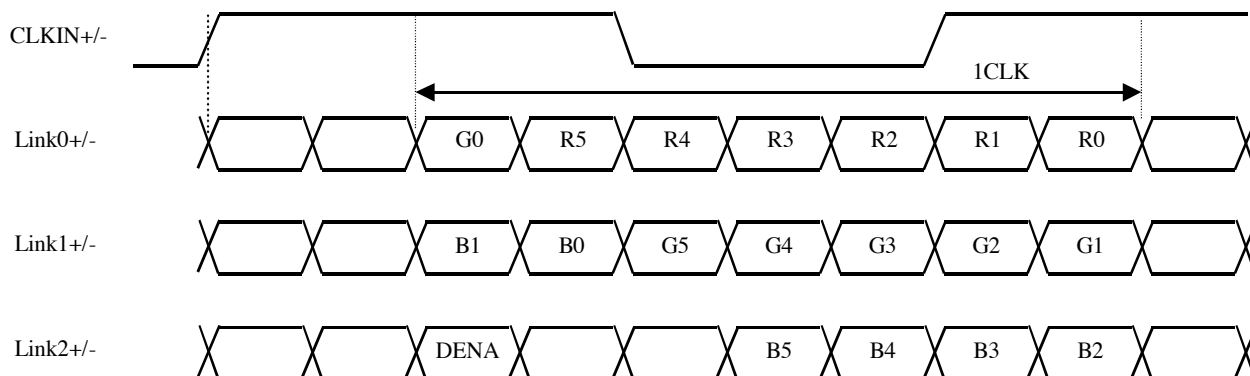 CLKIN+/-
1CLK
Link0+/- G0 R5 R4 R3 R2 R1 R0
Link1+/- B1 B0 G5 G4 G3 G2 G1
Link2+/- DENA B5 B4 B3 B2